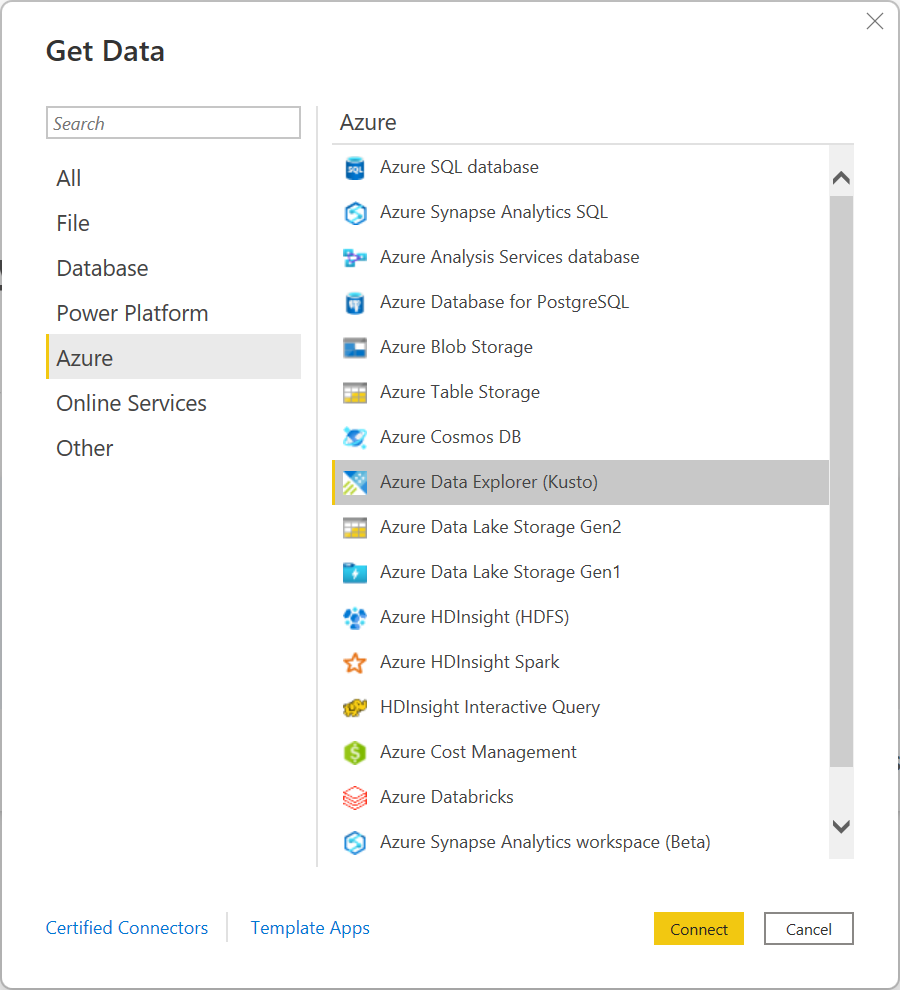 Get Data
Search
All
File
Database
Power Platform
Azure
Online Services
Other
Azure
SQL
Azure SQL database
Azure Synapse Analytics SQL
Azure Analysis Services database
Azure Database for PostgreSQL
Azure Blob Storage
Azure Table Storage
Azure Cosmos DB
Azure Data Explorer (Kusto)
Azure Data Lake Storage Gen2
Azure Data Lake Storage Gen1
Azure HDInsight (HDFS)
Azure HDInsight Spark
HDInsight Interactive Query
$
Azure Cost Management
Azure Databricks
Azure Synapse Analytics workspace (Beta)
Certified Connectors
Template Apps
Connect
Cancel